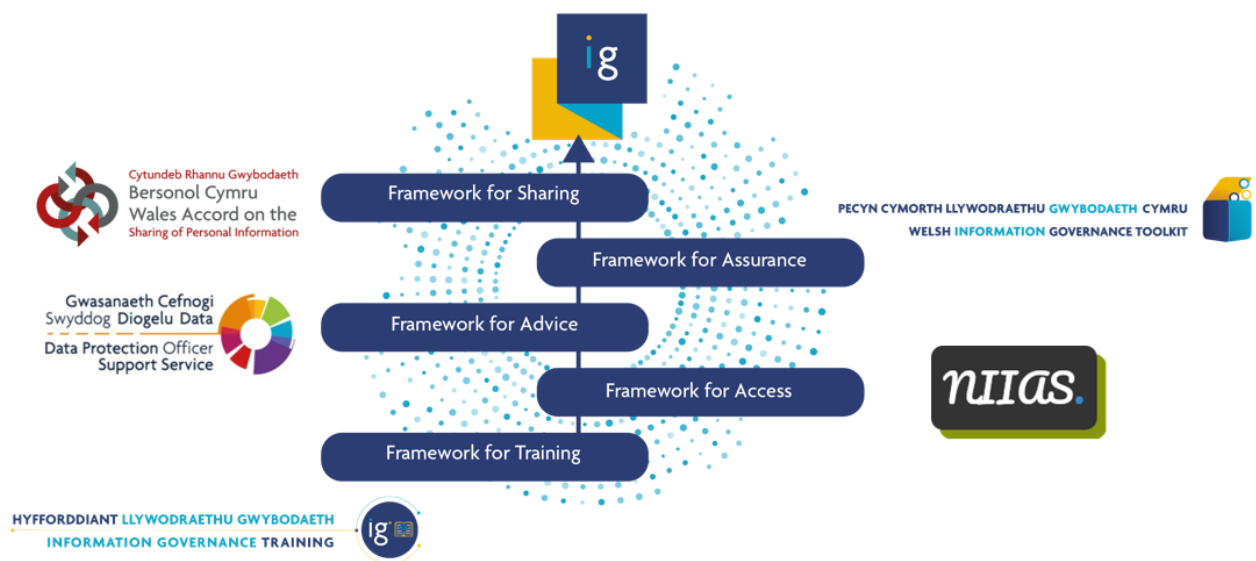 ig
Framework for Sharing
Cytundeb Rhannu Gwybodaeth
Bersonol Cymru
Wales Accord on the
Sharing of Personal Information
PECYN CYMORTH LLYWODRAETHU GWYBODAETH CYMRU
WELSH INFORMATION GOVERNANCE TOOLKIT
Framework for Assurance
Gwasanaeth Cefnogi
Swyddog Diogelu Data
Data Protection Officer
Support Service
Framework for Advice
Framework for Access
NIIAS.
Framework for Training
HYFFORDDIANT LLYWODRAETHU GWYBODAETH
INFORMATION GOVERNANCE TRAINING
ig